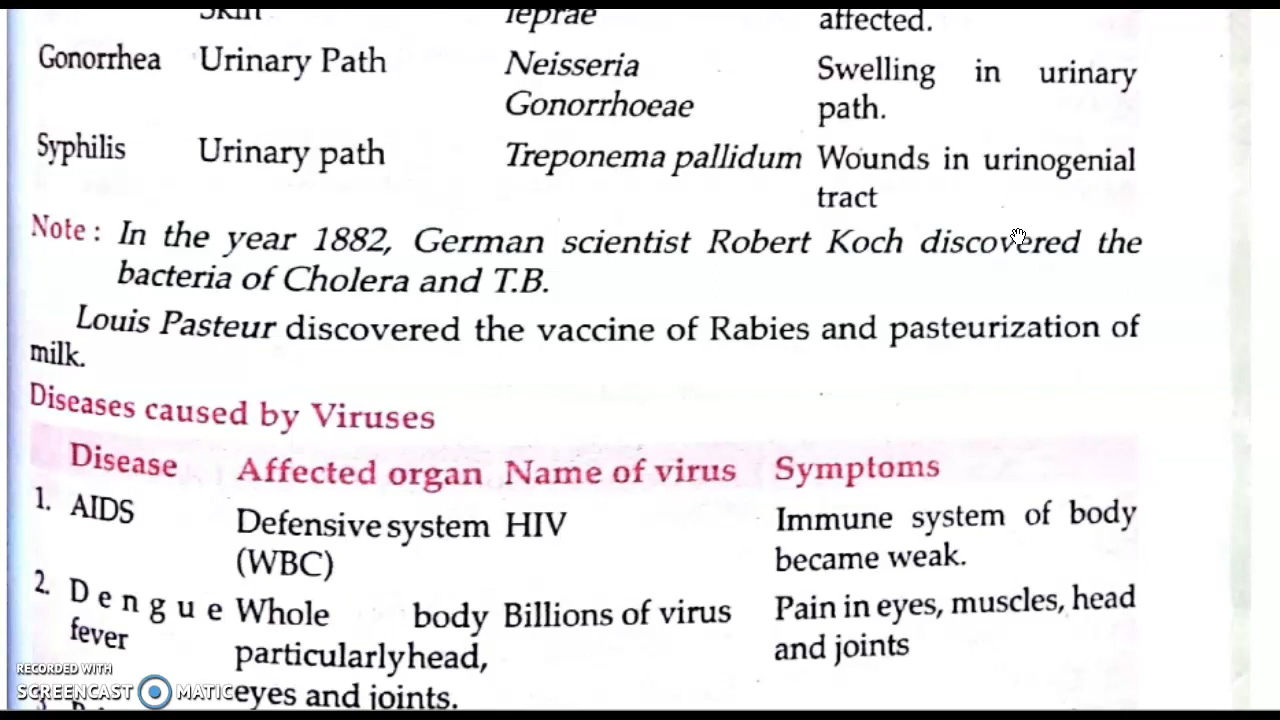 Skin leprae affected.
Gonorrhea Urinary Path Neisseria Swelling in urinary
Gonorrhoeae path.
Syphilis Urinary path Treponema pallidum Wounds in urinogenial
tract
Note : In the year 1882, German scientist Robert Koch discovered the
bacteria of Cholera and T.B.
Louis Pasteur discovered the vaccine of Rabies and pasteurization of
milk.
Diseases caused by Viruses
Disease Affected organ Name of virus Symptoms
1. AIDS Defensive system HIV Immune system of body
(WBC) became weak.
2. Dengue Whole body Billions of virus Pain in eyes, muscles, head
fever particularly head, and joints
eyes and joints.
RECORDED WITH
SCREENCAST MATIC